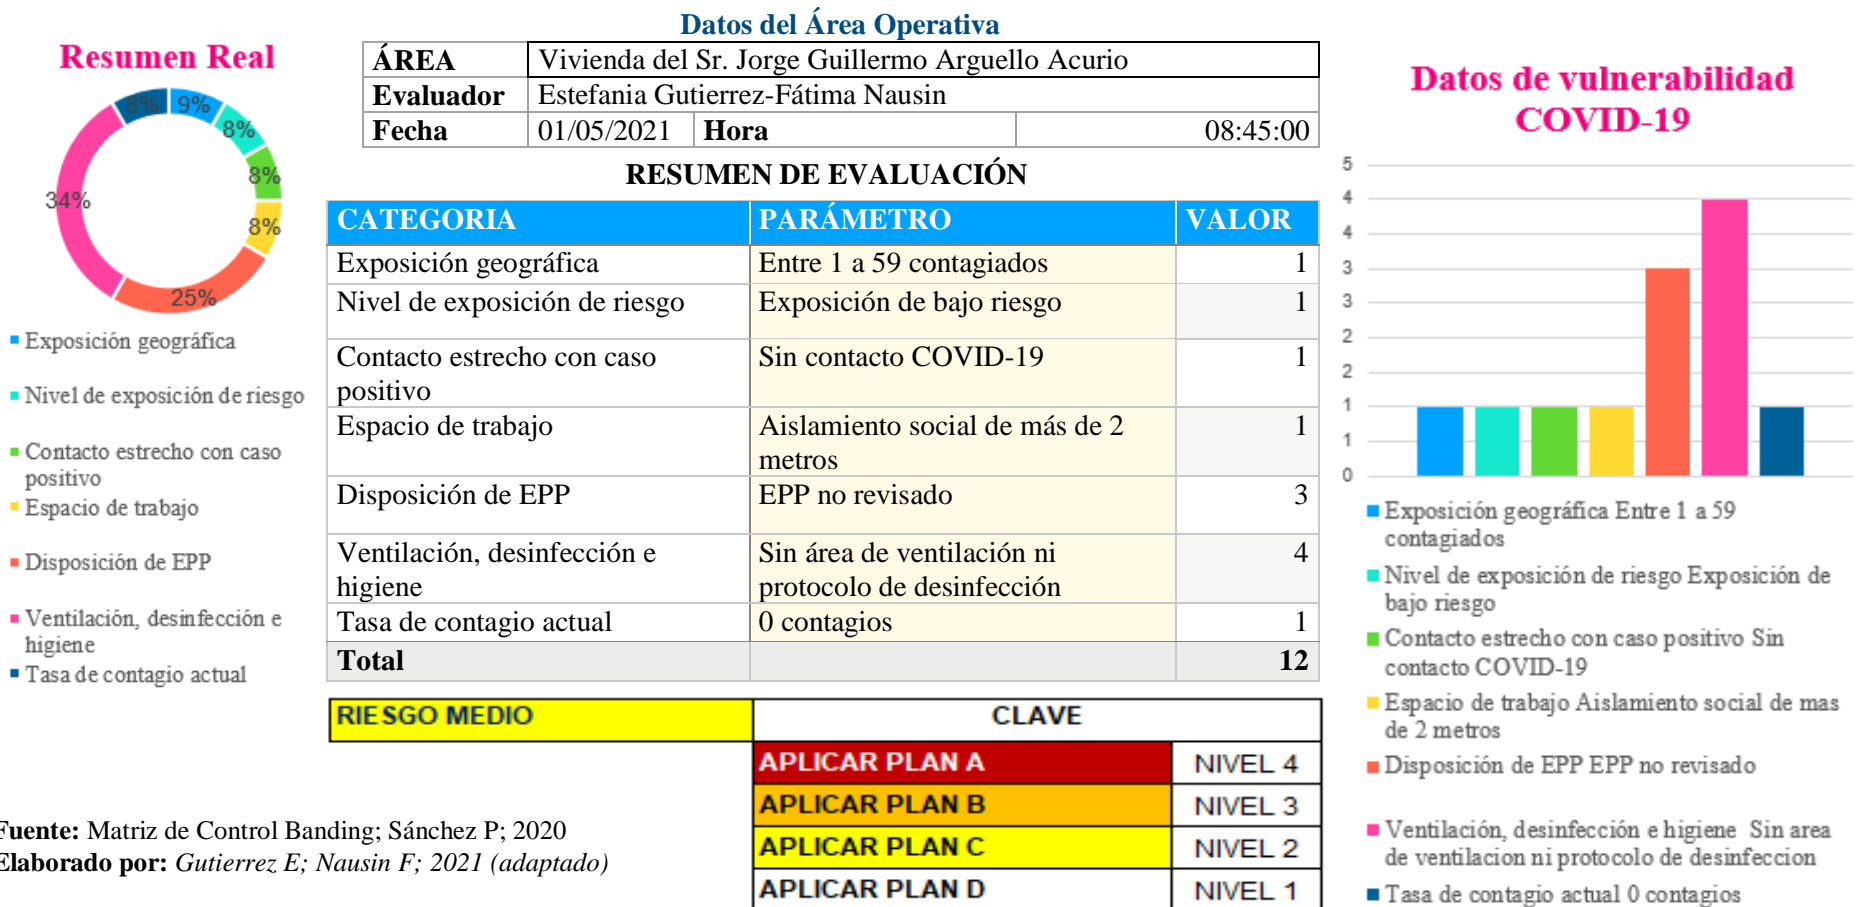 Resumen Real
8%
9%
8%
8%
8%
25%
34%
Exposición geográfica
Nivel de exposición de riesgo
Contacto estrecho con caso
positivo
Espacio de trabajo
Disposición de EPP
Ventilación, desinfección e
higiene
Tasa de contagio actual
Datos del Área Operativa
ÁREA Vivienda del Sr. Jorge Guillermo Arguello Acurio
Evaluador Estefania Gutierrez-Fátima Nausin
Fecha 01/05/2021 Hora 08:45:00
RESUMEN DE EVALUACIÓN
CATEGORIA PARÁMETRO VALOR
Exposición geográfica Entre 1 a 59 contagiados 1
Nivel de exposición de riesgo Exposición de bajo riesgo 1
Contacto estrecho con caso
positivo Sin contacto COVID-19 1
Espacio de trabajo Aislamiento social de más de 2
metros 1
Disposición de EPP EPP no revisado 3
Ventilación, desinfección e
higiene Sin área de ventilación ni
protocolo de desinfección 4
Tasa de contagio actual 0 contagios 1
Total 12
RIESGO MEDIO CLAVE
APLICAR PLAN A NIVEL 4
APLICAR PLAN B NIVEL 3
APLICAR PLAN C NIVEL 2
APLICAR PLAN D NIVEL 1
Fuente: Matriz de Control Banding; Sánchez P; 2020
Elaborado por: Gutierrez E; Nausin F; 2021 (adaptado)
Datos de vulnerabilidad
COVID-19
5
4
4
3
3
2
2
1
1
0
Exposición geográfica Entre 1 a 59
contagiados
Nivel de exposición de riesgo Exposición de
bajo riesgo
Contacto estrecho con caso positivo Sin
contacto COVID-19
Espacio de trabajo Aislamiento social de mas
de 2 metros
Disposición de EPP EPP no revisado
Ventilación, desinfección e higiene Sin area
de ventilacion ni protocolo de desinfeccion
Tasa de contagio actual 0 contagios